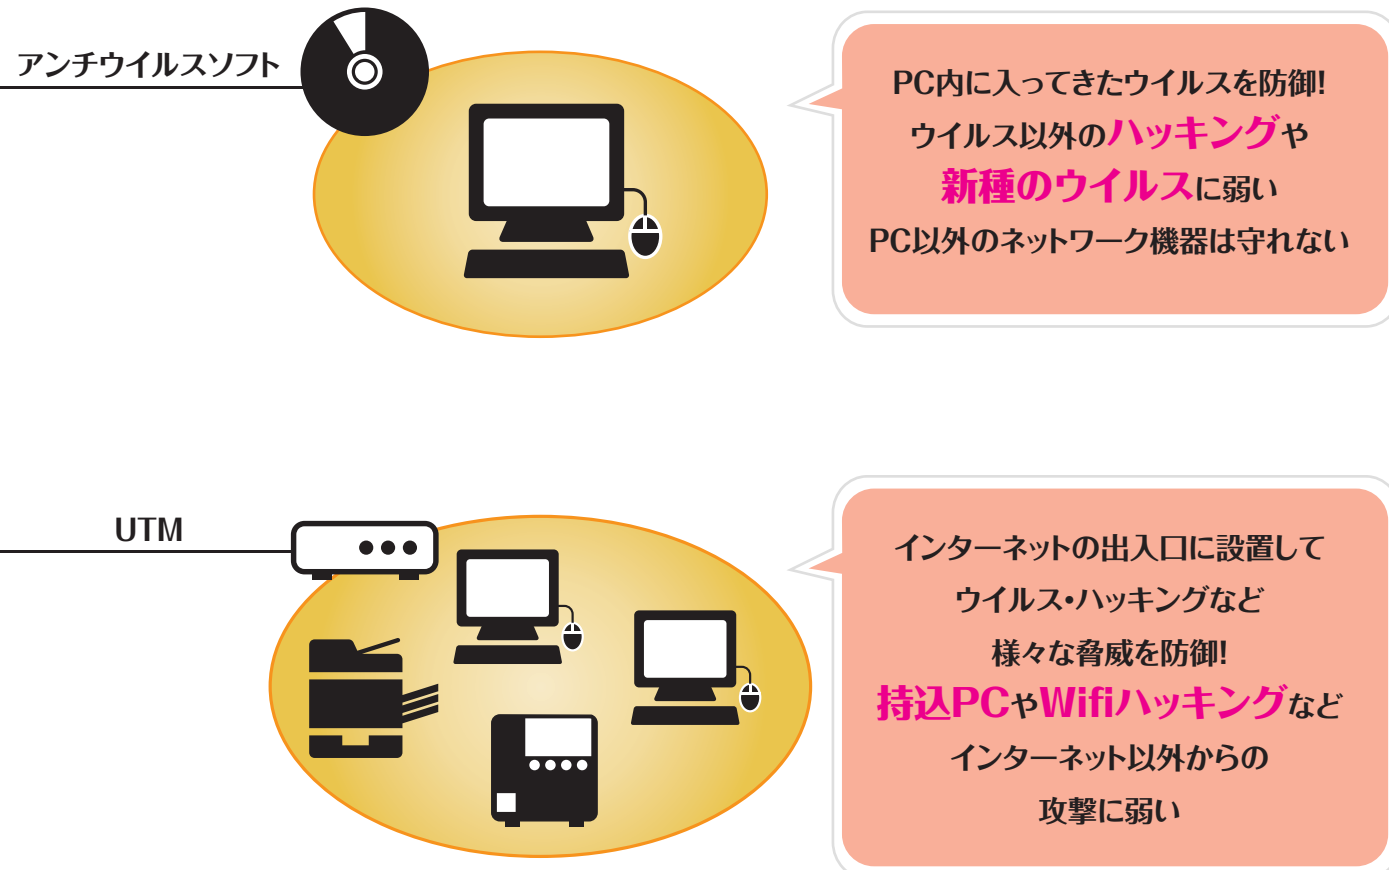 アンチウイルスソフト
PC内に入ってきたウイルスを防御!
ウイルス以外のハッキングや
新種のウイルスに弱い
PC以外のネットワーク機器は守れない
UTM
インターネットの出入口に設置して
ウイルス・ハッキングなど
様々な脅威を防御!
持込PCやWifiハッキングなど
インターネット以外からの
攻撃に弱い